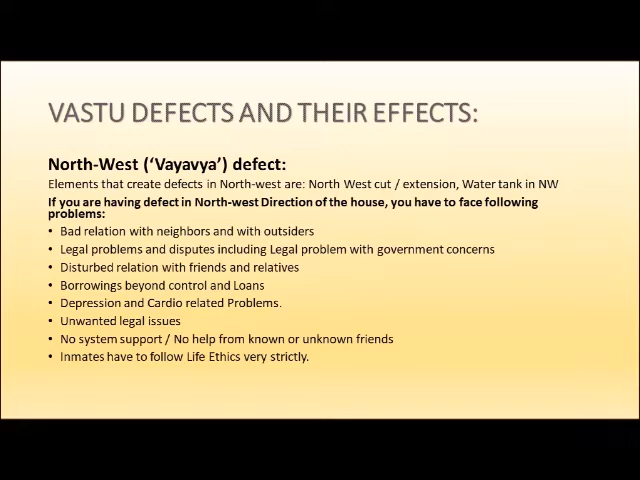 VASTU DEFECTS AND THEIR EFFECTS:
North-West (‘Vayavya’) defect:
Elements that create defects in North-west are: North West cut / extension, Water tank in NW
If you are having defect in North-west Direction of the house, you have to face following
problems:
• Bad relation with neighbors and with outsiders
• Legal problems and disputes including Legal problem with government concerns
• Disturbed relation with friends and relatives
• Borrowings beyond control and Loans
• Depression and Cardio related Problems.
• Unwanted legal issues
• No system support / No help from known or unknown friends
• Inmates have to follow Life Ethics very strictly.